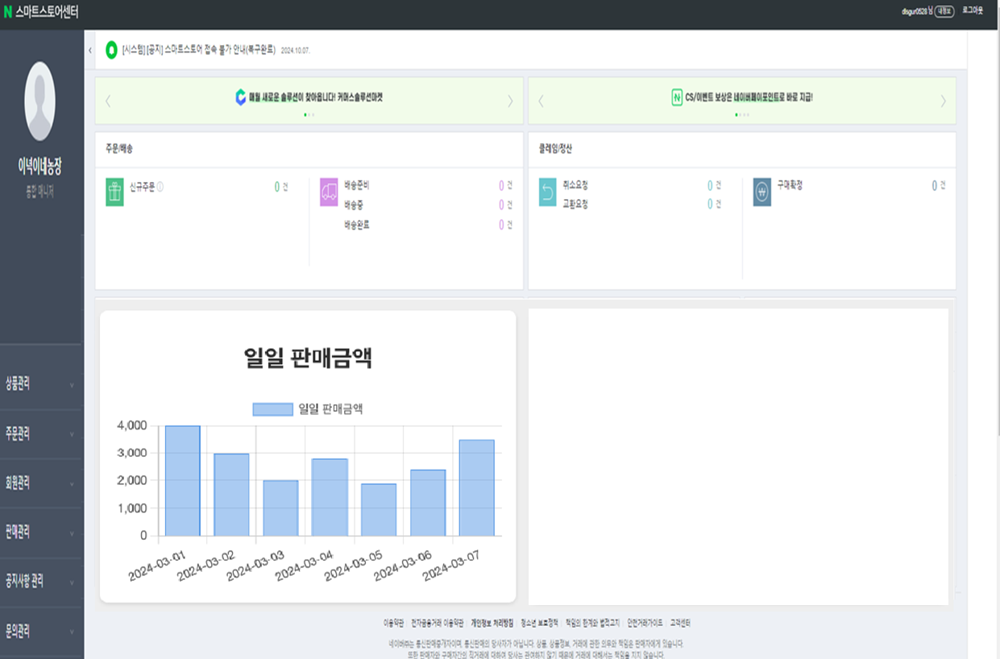 N 스마트스토어센터
disgur0528 님 내정보 로그아웃
[시스템] [공지] 스마트스토어 접속 불가 안내(복구완료) 2024.10.07.
이녁이네농장
종합 매니저
매월 새로운 솔루션이 찾아옵니다! 커머스솔루션마켓
CS/이벤트 보상은 네이버페이포인트로 바로 지급!
주문/배송
신규주문 0 건
배송준비 0 건
배송중 0 건
배송완료 0 건
클레임/정산
취소요청 0 건
교환요청 0 건
구매확정 0 건
상품관리
주문관리
회원관리
판매관리
공지사항 관리
문의관리
일일 판매금액
일일 판매금액
4,000
3,000
2,000
1,000
0
2024-03-01
2024-03-02
2024-03-03
2024-03-04
2024-03-05
2024-03-06
2024-03-07
이용약관 전자금융거래 이용약관 개인정보 처리방침 청소년 보호정책 책임의 한계와 법적고지 안전거래가이드 고객센터
네이버㈜는 통신판매중개자이며, 통신판매의 당사자가 아닙니다. 상품, 상품정보, 거래에 관한 의무와 책임은 판매자에게 있습니다.
또한 판매자와 구매자간의 직거래에 대하여 당사는 관여하지 않기 때문에 거래에 대해서는 책임을 지지 않습니다.